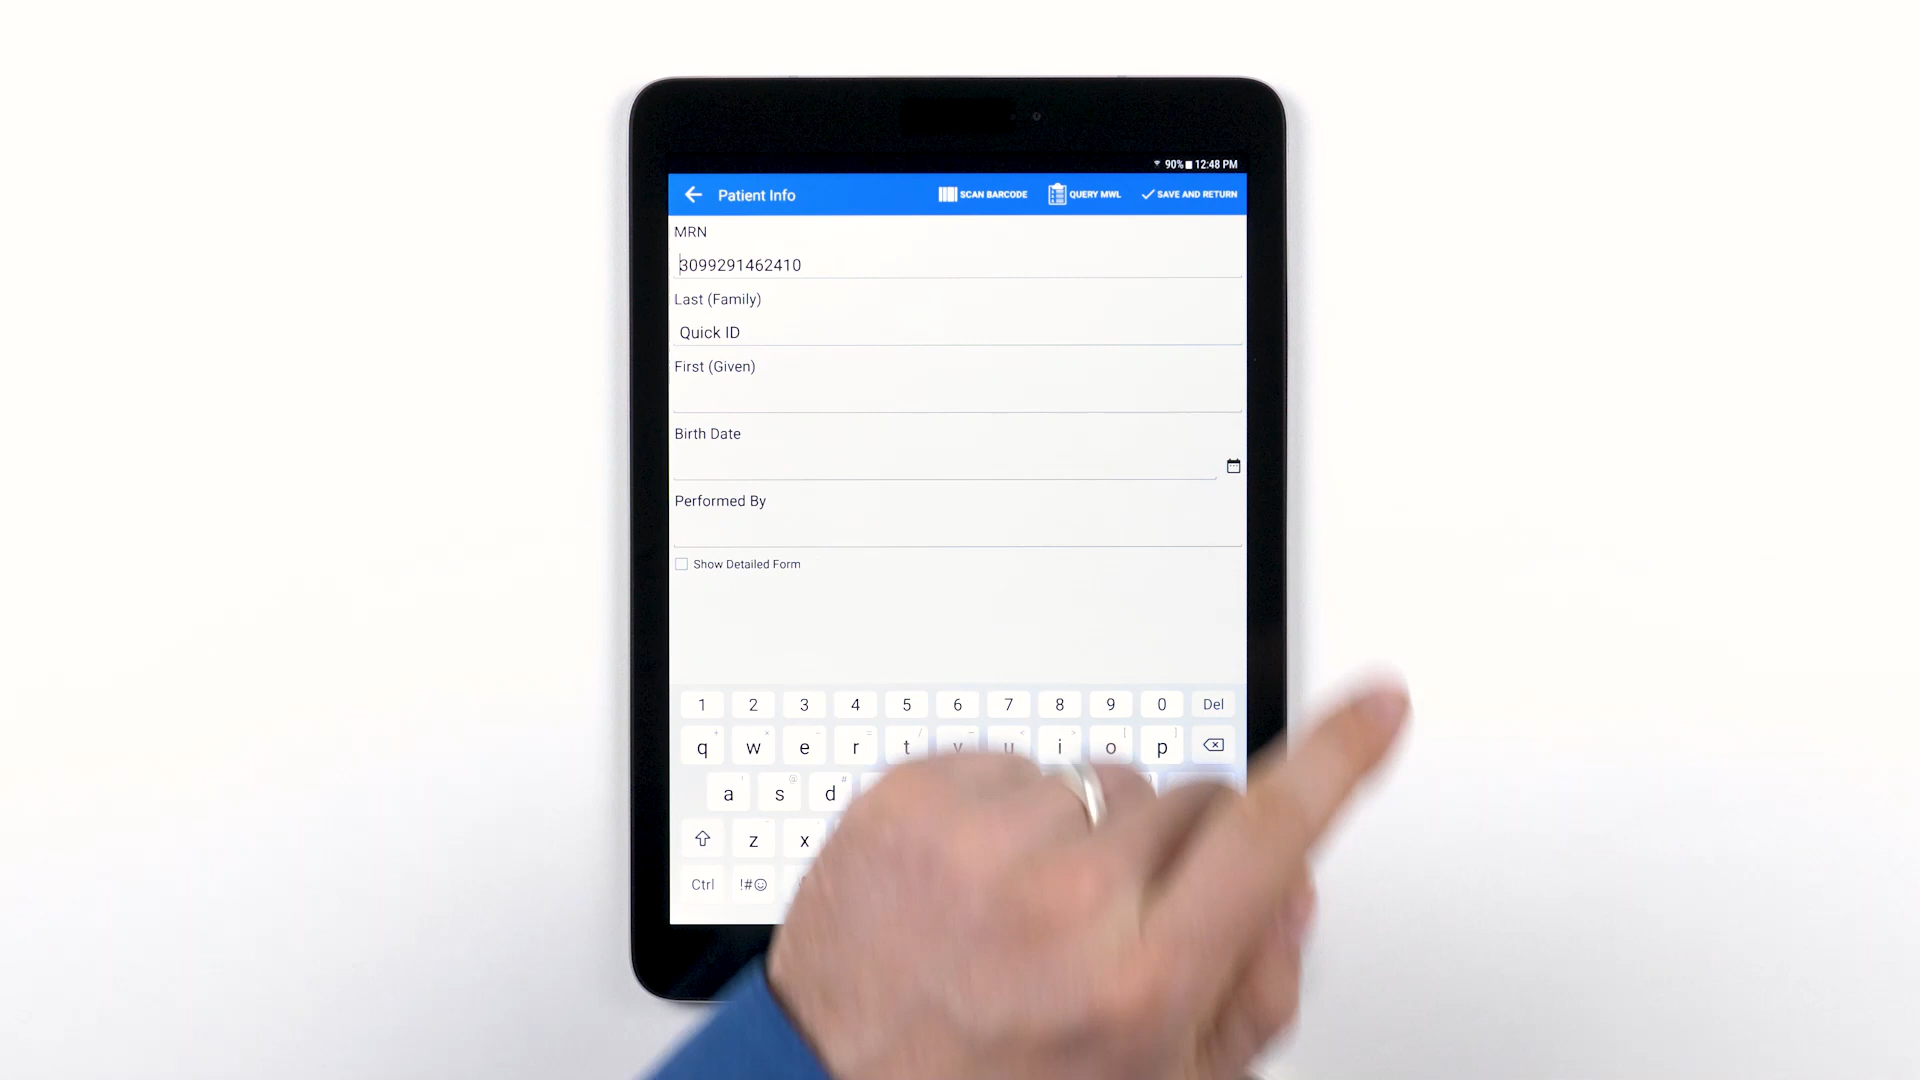 90% 12:48 PM
Patient Info SCAN BARCODE QUERY MWL SAVE AND RETURN
MRN
3099291462410
Last (Family)
Quick ID
First (Given)
Birth Date
Performed By
Show Detailed Form
1 2 3 4 5 6 7 8 9 0 Del
q w e r t y u i o p
a s d
z x
Ctrl !#☺